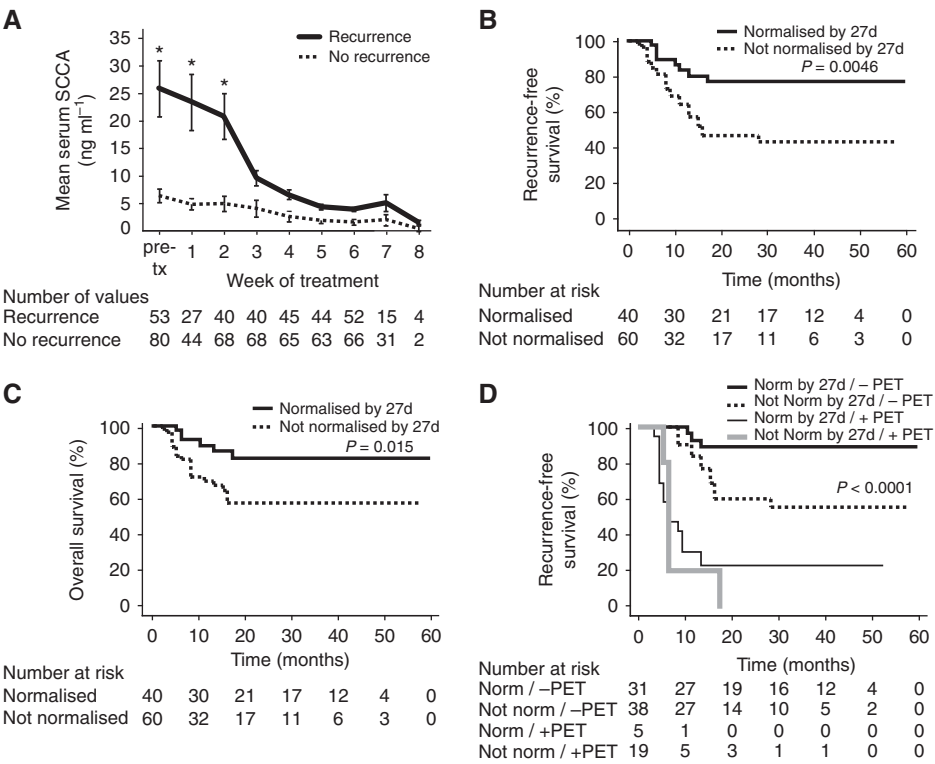 A
35
30
25
20
15
10
5
0
Mean serum SCCA
(ng ml⁻¹)
* * *
Recurrence
No recurrence
pre-tx 1 2 3 4 5 6 7 8
Week of treatment
Number of values
Recurrence 53 27 40 40 45 44 52 15 4
No recurrence 80 44 68 68 65 63 66 31 2
B
Normalised by 27d
Not normalised by 27d
P = 0.0046
100
80
60
40
20
0
Recurrence-free
survival (%)
0 10 20 30 40 50 60
Time (months)
Number at risk
Normalised 40 30 21 17 12 4 0
Not normalised 60 32 17 11 6 3 0
C
Normalised by 27d
Not normalised by 27d
P = 0.015
100
80
60
40
20
0
Overall survival (%)
0 10 20 30 40 50 60
Time (months)
Number at risk
Normalised 40 30 21 17 12 4 0
Not normalised 60 32 17 11 6 3 0
D
Norm by 27d / – PET
Not Norm by 27d / – PET
Norm by 27d / + PET
Not Norm by 27d / + PET
P < 0.0001
100
80
60
40
20
0
Recurrence-free
survival (%)
0 10 20 30 40 50 60
Time (months)
Number at risk
Norm / –PET 31 27 19 16 12 4 0
Not norm / –PET 38 27 14 10 5 2 0
Norm / +PET 5 1 0 0 0 0 0
Not norm / +PET 19 5 3 1 1 0 0